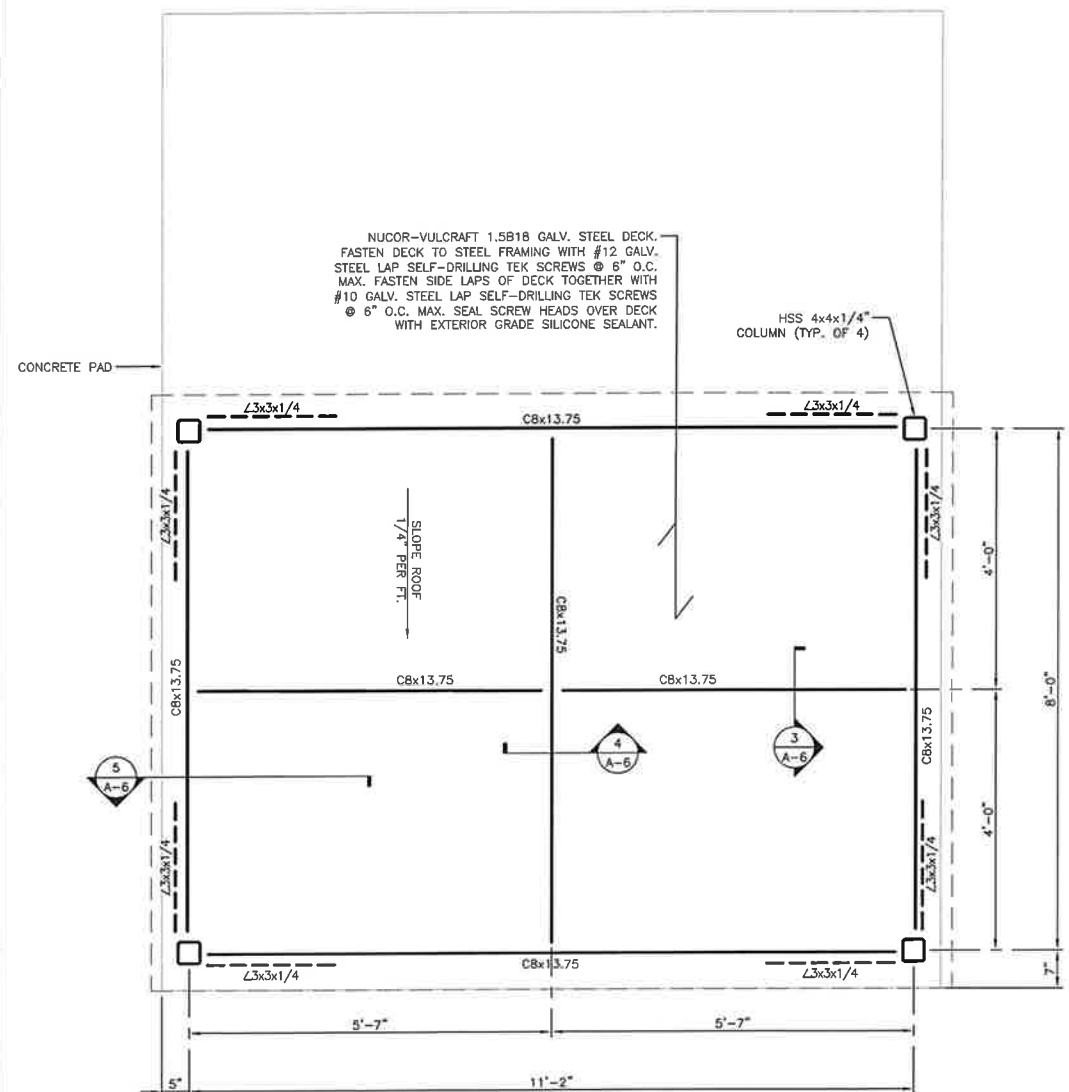 NUCOR-VULCRAFT 1.5B18 GALV. STEEL DECK.
FASTEN DECK TO STEEL FRAMING WITH #12 GALV.
STEEL LAP SELF-DRILLING TEK SCREWS @ 6" O.C.
MAX. FASTEN SIDE LAPS OF DECK TOGETHER WITH
#10 GALV. STEEL LAP SELF-DRILLING TEK SCREWS
@ 6" O.C. MAX. SEAL SCREW HEADS OVER DECK
WITH EXTERIOR GRADE SILICONE SEALANT.
HSS 4x4x1/4"
COLUMN (TYP. OF 4)
CONCRETE PAD
∠3x3x1/4
C8x13.75
∠3x3x1/4
∠3x3x1/4
∠3x3x1/4
SLOPE ROOF
1/4" PER FT.
4'-0"
8'-0"
C8x13.75
C8x13.75
C8x13.75
C8x13.75
C8x13.75
3
A-6
4
A-6
5
A-6
4'-0"
∠3x3x1/4
∠3x3x1/4
∠3x3x1/4
C8x13.75
∠3x3x1/4
7"
5'-7"
5'-7"
5"
11'-2"